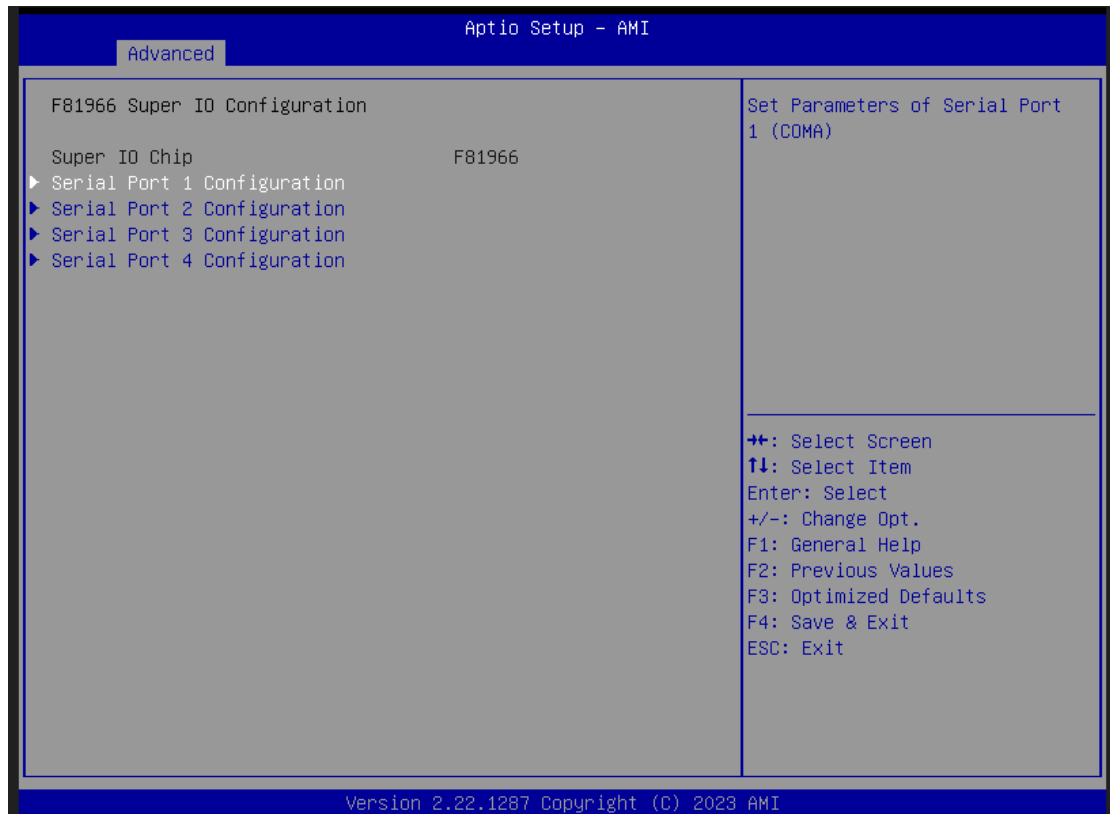 Aptio Setup – AMI
Advanced
F81966 Super IO Configuration
Super IO Chip F81966
Serial Port 1 Configuration
Serial Port 2 Configuration
Serial Port 3 Configuration
Serial Port 4 Configuration
Set Parameters of Serial Port
1 (COMA)
→←: Select Screen
↑↓: Select Item
Enter: Select
+/-: Change Opt.
F1: General Help
F2: Previous Values
F3: Optimized Defaults
F4: Save & Exit
ESC: Exit
Version 2.22.1287 Copyright (C) 2023 AMI